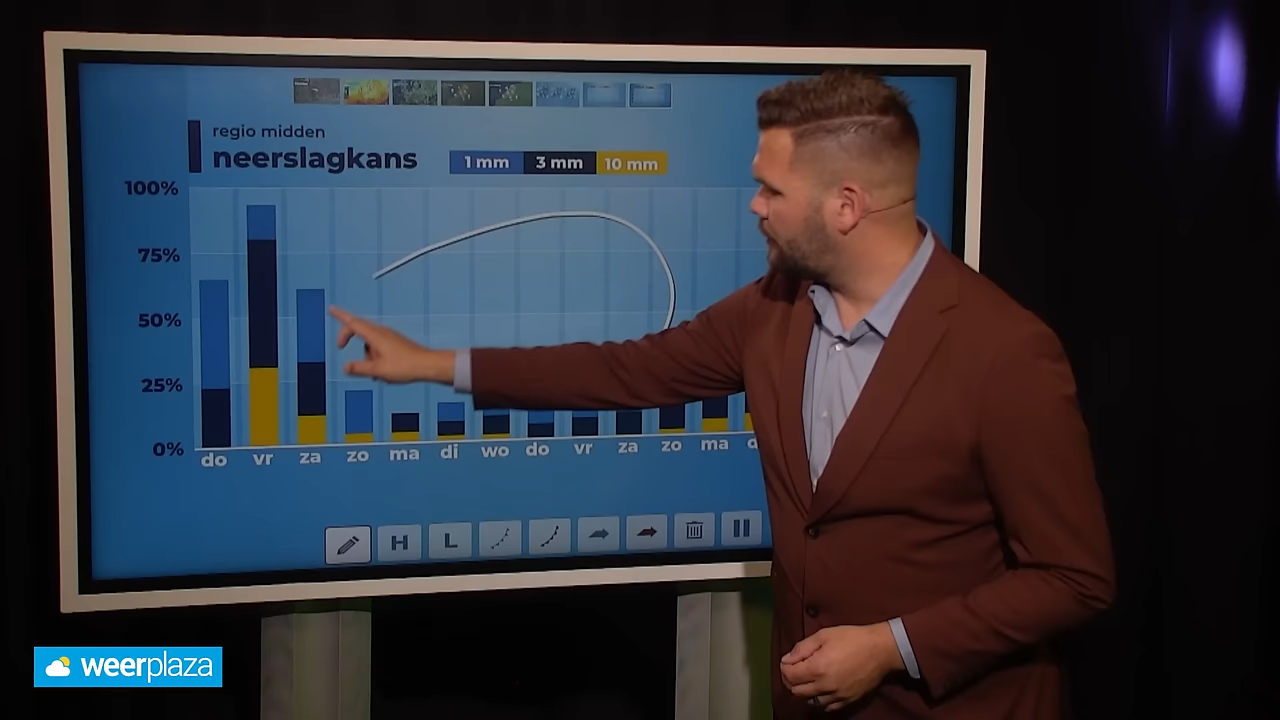 regio midden
neerslagkans
1 mm 3 mm 10 mm
100%
75%
50%
25%
0%
do vr za zo ma di wo do vr za zo ma d
H L
weerplaza